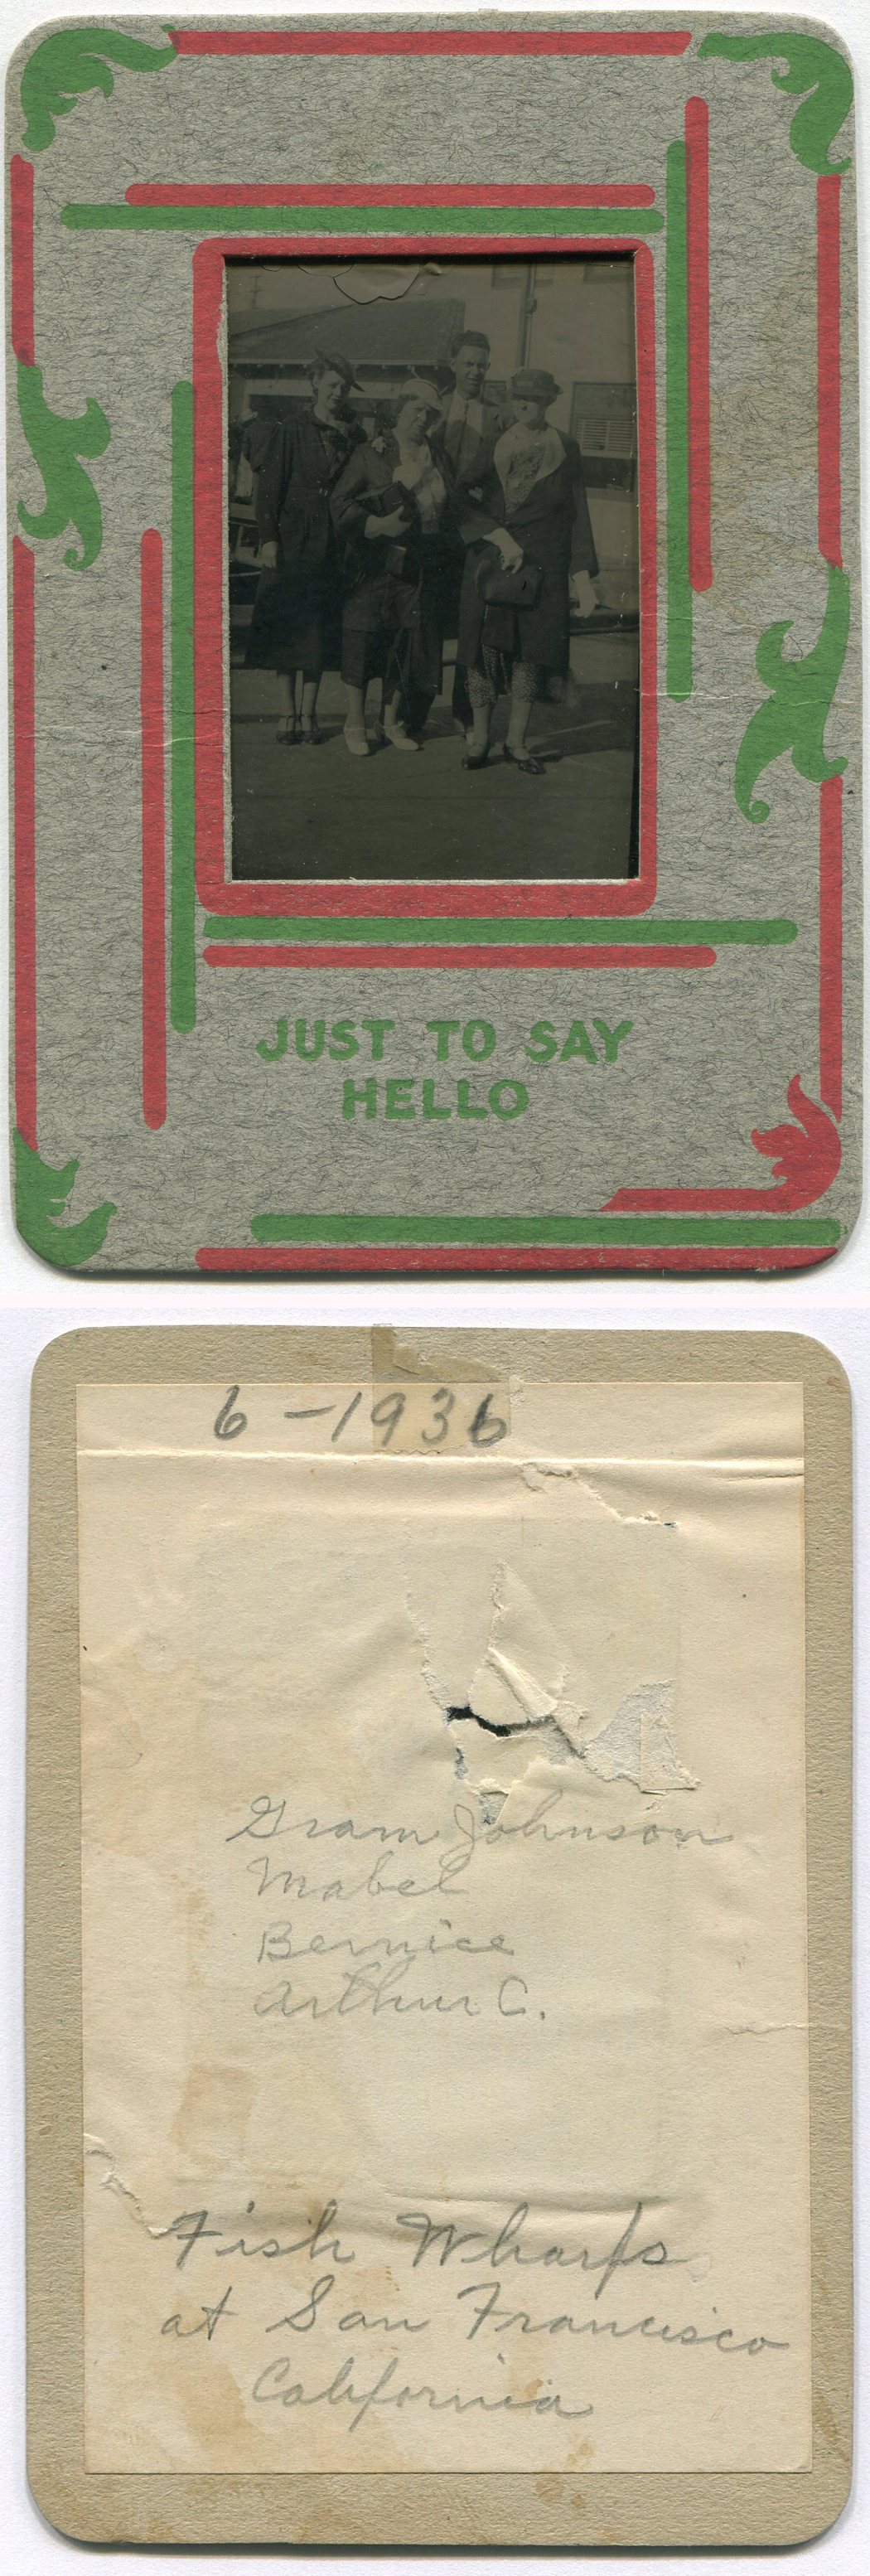 JUST TO SAY
HELLO
6-1936
Gram Johnson
Mabel
Bernice
Arthur C.
Fish Wharfs
at San Francisco
California